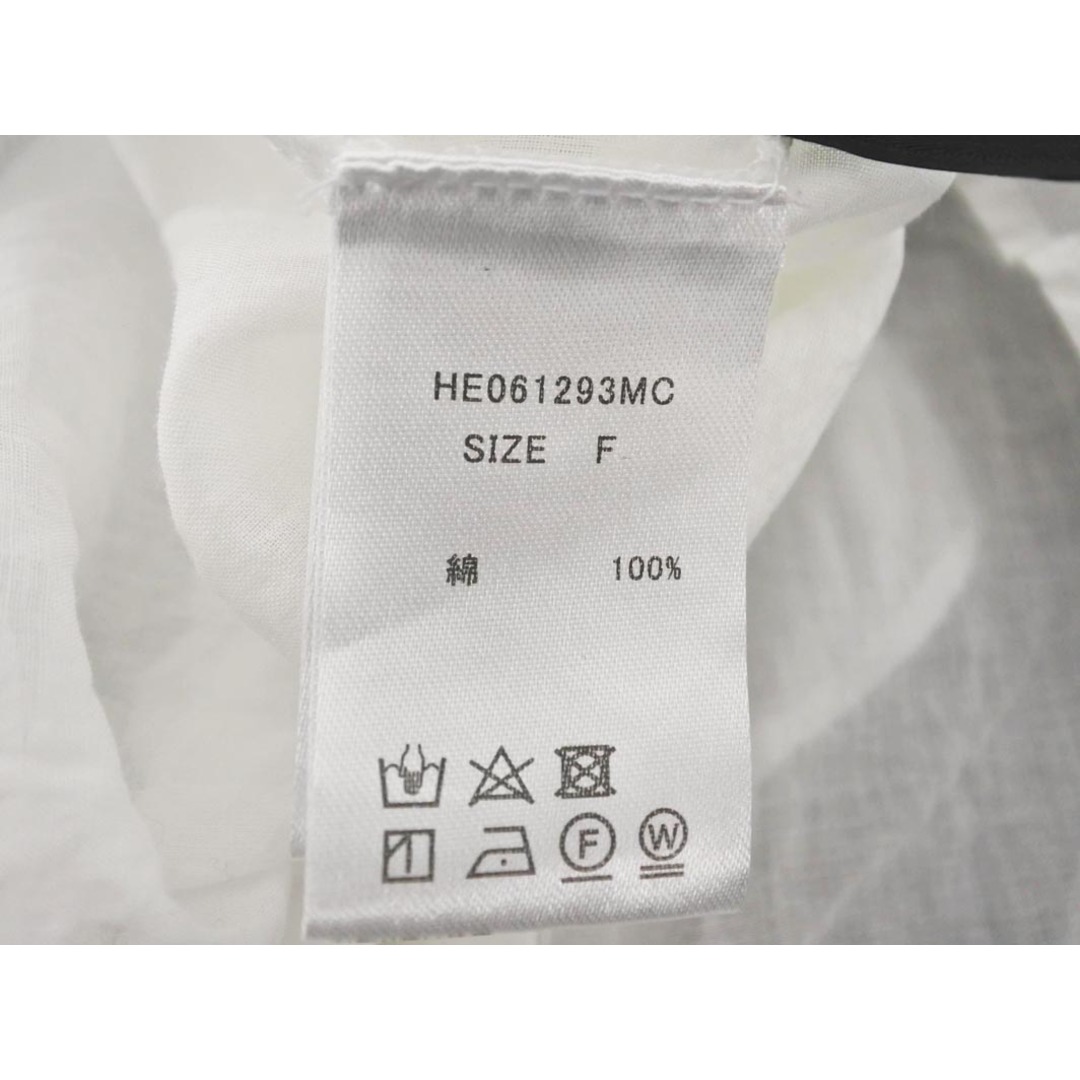 HE061293MC
SIZE F
綿 100%
F W